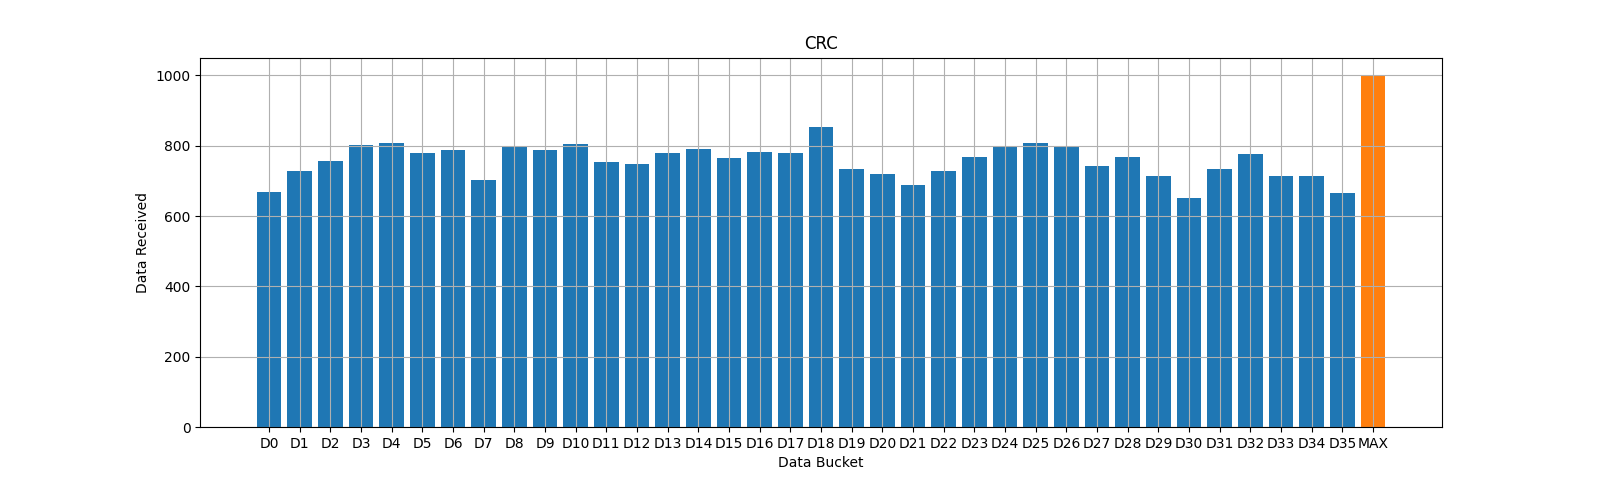 CRC
1000
800
600
400
200
0
Data Received
D0 D1 D2 D3 D4 D5 D6 D7 D8 D9 D10 D11 D12 D13 D14 D15 D16 D17 D18 D19 D20 D21 D22 D23 D24 D25 D26 D27 D28 D29 D30 D31 D32 D33 D34 D35 MAX
Data Bucket